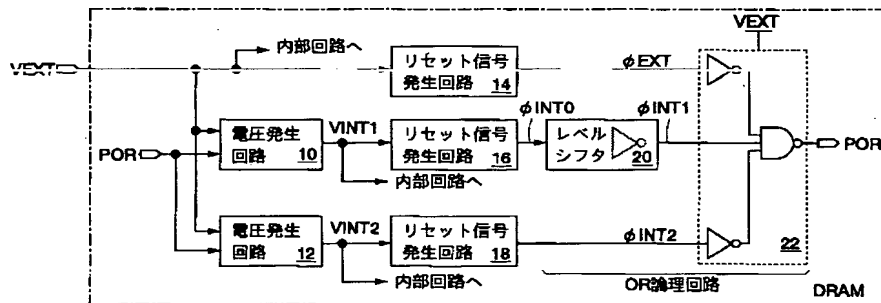 VEXT
内部回路へ
VEXT
リセット信号
発生回路 14
φEXT
POR
電圧発生
回路 10
VINT1
リセット信号
発生回路 16
φINT0
レベル
シフタ 20
φINT1
POR
内部回路へ
電圧発生
回路 12
VINT2
リセット信号
発生回路 18
φINT2
22
内部回路へ
OR論理回路
DRAM